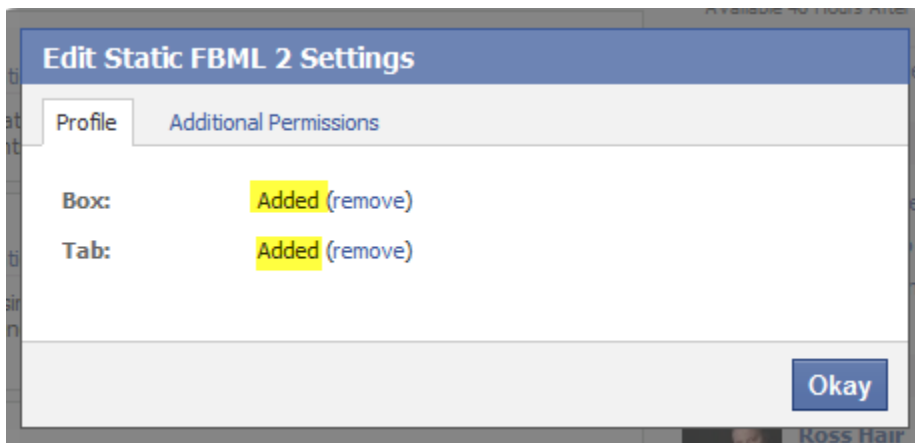 Edit Static FBML 2 Settings
Profile Additional Permissions
Box: Added (remove)
Tab: Added (remove)
Okay
Ross Hair